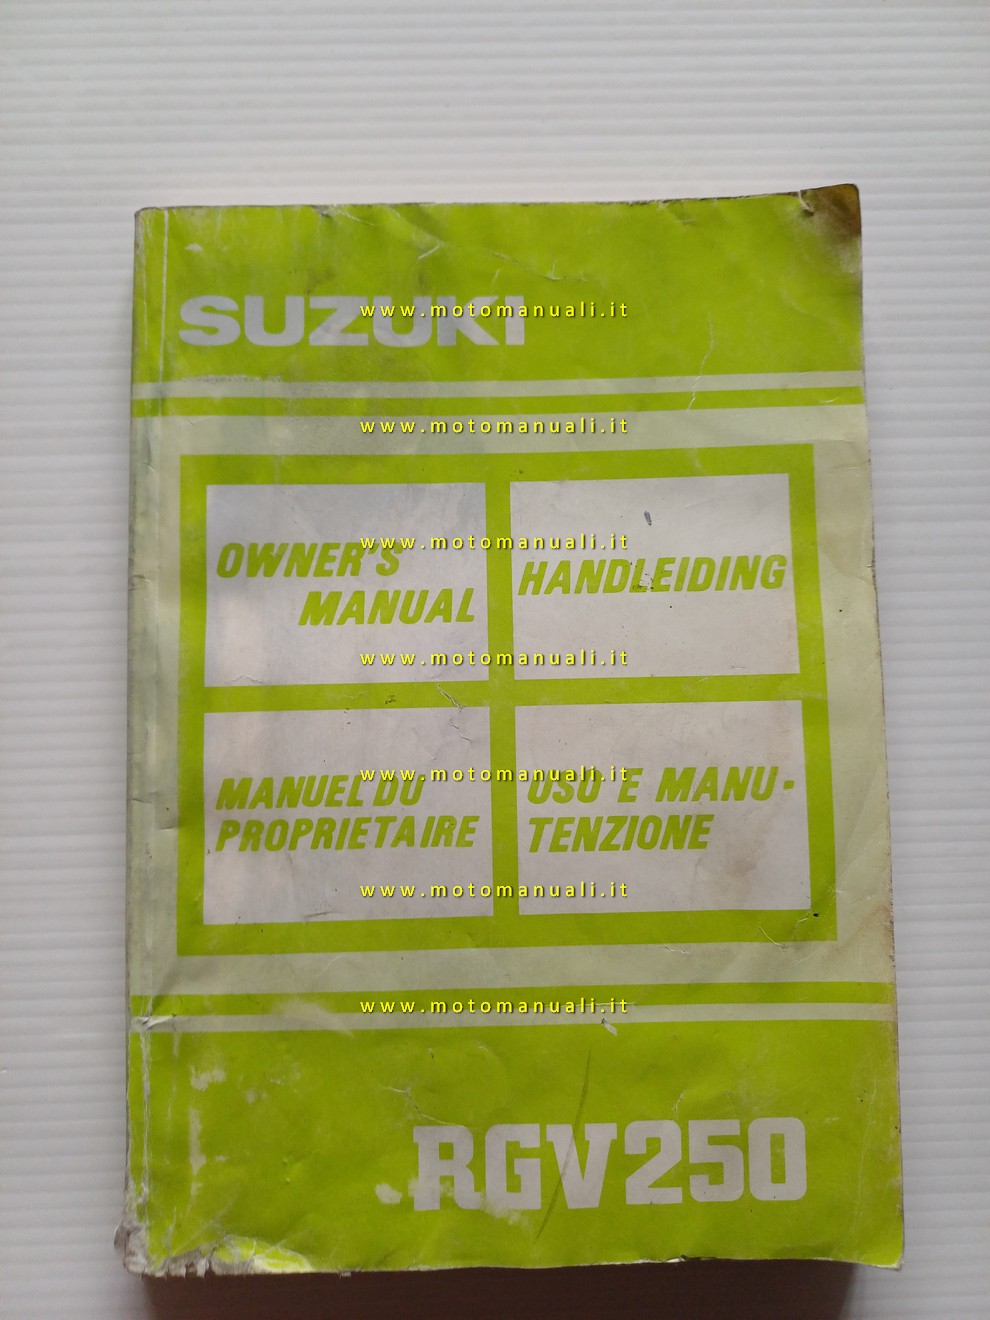 SUZUKI
www.motomanuali.it
www.motomanuali.it
OWNER'S
MANUAL
www.motomanuali.it
HANDLEIDING
www.motomanuali.it
MANUEL DU
PROPRIETAIRE
www.motomanuali.it
USO E MANU-
TENZIONE
www.motomanuali.it
www.motomanuali.it
RGV250